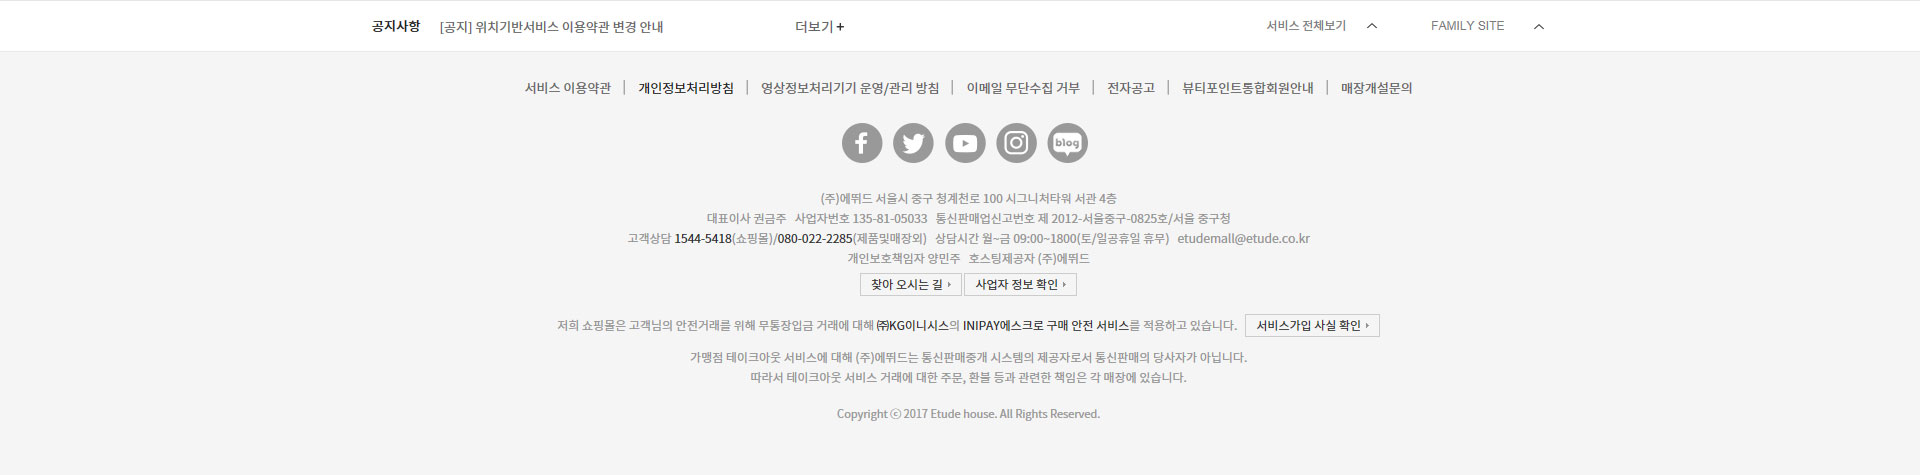 공지사항 [공지] 위치기반서비스 이용약관 변경 안내 더보기 + 서비스 전체보기 FAMILY SITE
서비스 이용약관 | 개인정보처리방침 | 영상정보처리기기 운영/관리 방침 | 이메일 무단수집 거부 | 전자공고 | 뷰티포인트통합회원안내 | 매장개설문의
blog
(주)에뛰드 서울시 중구 청계천로 100 시그니처타워 서관 4층
대표이사 권금주 사업자번호 135-81-05033 통신판매업신고번호 제 2012-서울중구-0825호/서울 중구청
고객상담 1544-5418(쇼핑몰)/080-022-2285(제품및매장외) 상담시간 월~금 09:00~1800(토/일공휴일 휴무) etudemall@etude.co.kr
개인보호책임자 양민주 호스팅제공자 (주)에뛰드
찾아 오시는 길 사업자 정보 확인
저희 쇼핑몰은 고객님의 안전거래를 위해 무통장입금 거래에 대해 ㈜KG이니시스의 INIPAY에스크로 구매 안전 서비스를 적용하고 있습니다. 서비스가입 사실 확인
가맹점 테이크아웃 서비스에 대해 (주)에뛰드는 통신판매중개 시스템의 제공자로서 통신판매의 당사자가 아닙니다.
따라서 테이크아웃 서비스 거래에 대한 주문, 환불 등과 관련한 책임은 각 매장에 있습니다.
Copyright ⓒ 2017 Etude house. All Rights Reserved.